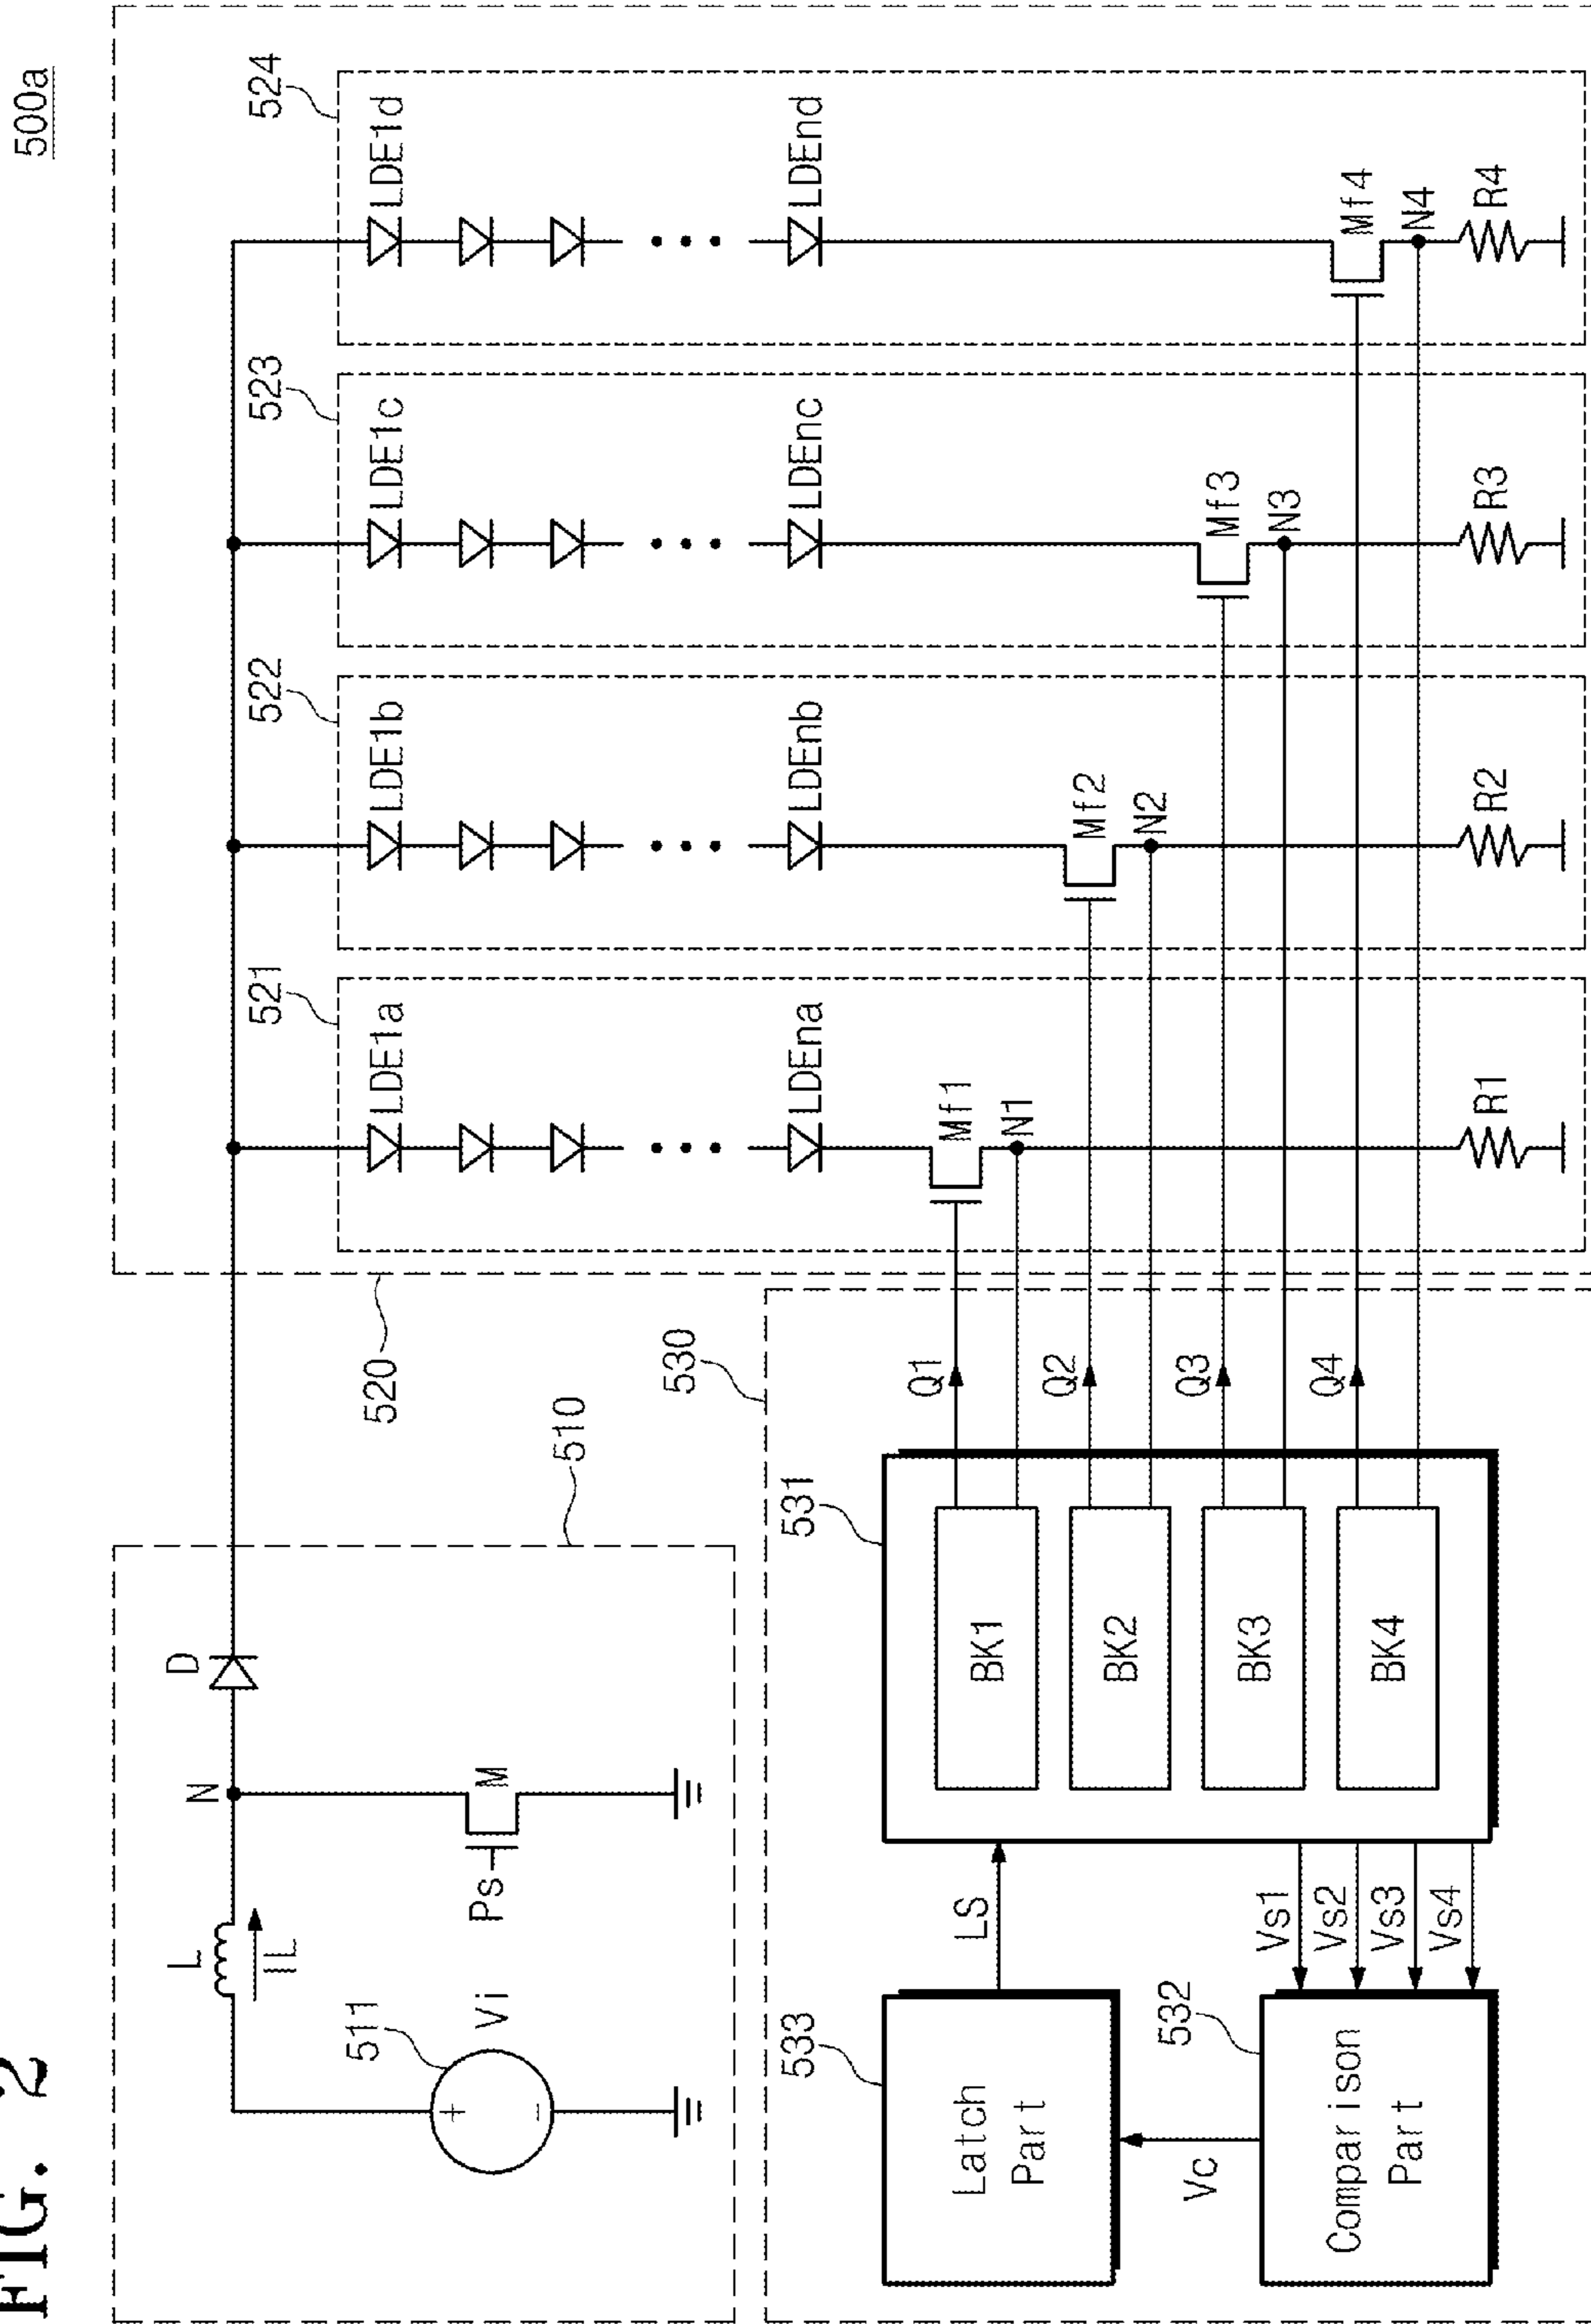 FIG. 2
500a
510
L
N
D
IL
511
+
-
Vi
Ps
M
520
521
LDE1a
LDEna
Mf1
N1
R1
522
LDE1b
LDEnb
Mf2
N2
R2
523
LDE1c
LDEnc
Mf3
N3
R3
524
LDE1d
LDEnd
Mf4
N4
R4
530
533
Latch
Part
LS
Vc
532
Comparison
Part
Vs1
Vs2
Vs3
Vs4
531
BK1
BK2
BK3
BK4
Q1
Q2
Q3
Q4